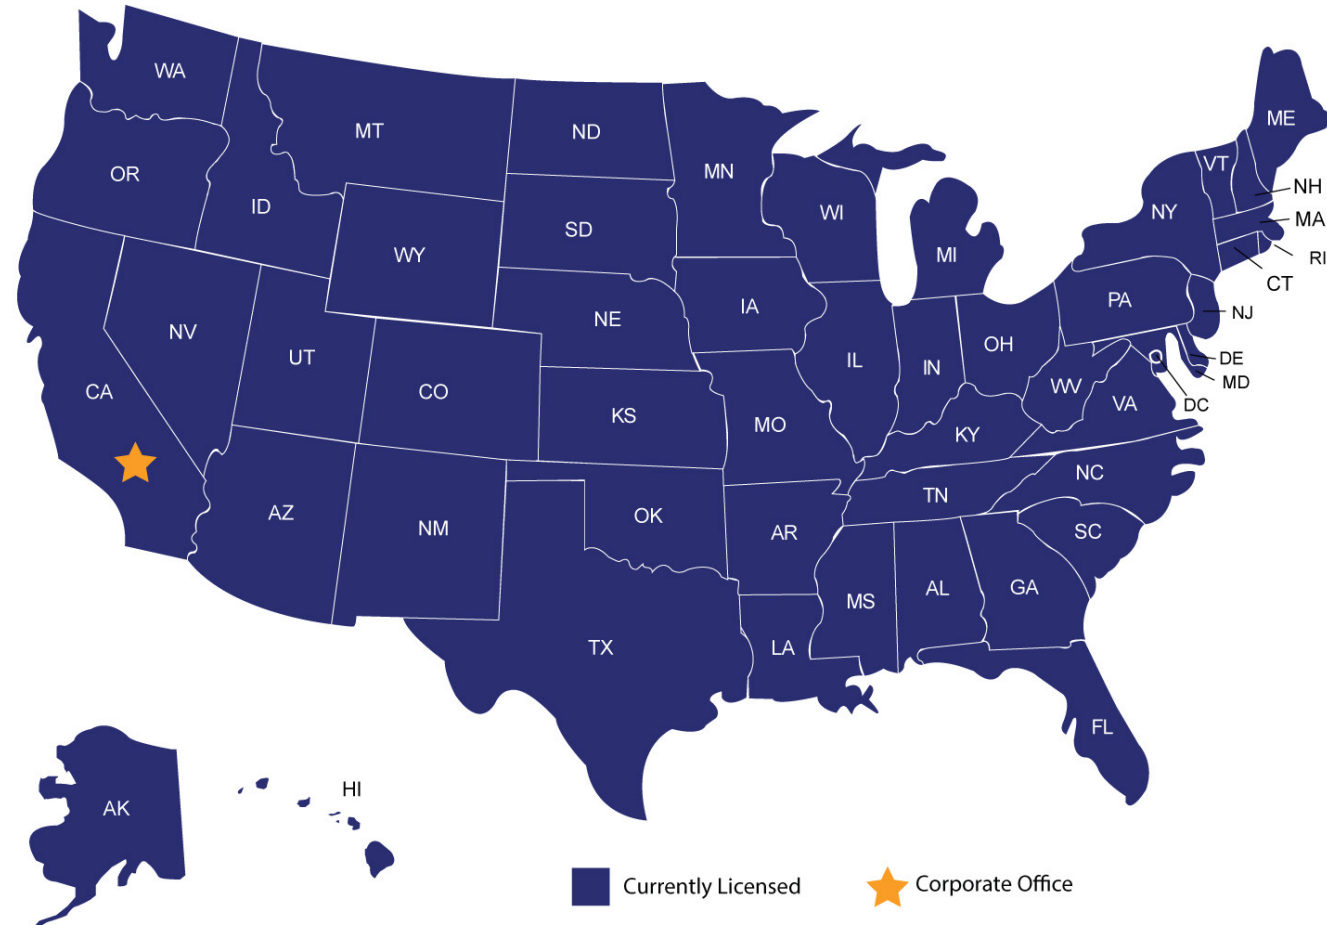 WA
MT
ND
MN
ME
OR
ID
SD
WI
VT
NH
WY
MI
NY
MA
RI
CT
NV
UT
CO
NE
IA
IL
IN
OH
PA
NJ
DE
MD
DC
CA
KS
MO
WV
VA
KY
AZ
NM
OK
AR
TN
NC
SC
TX
LA
MS
AL
GA
FL
AK
HI
Currently Licensed
Corporate Office